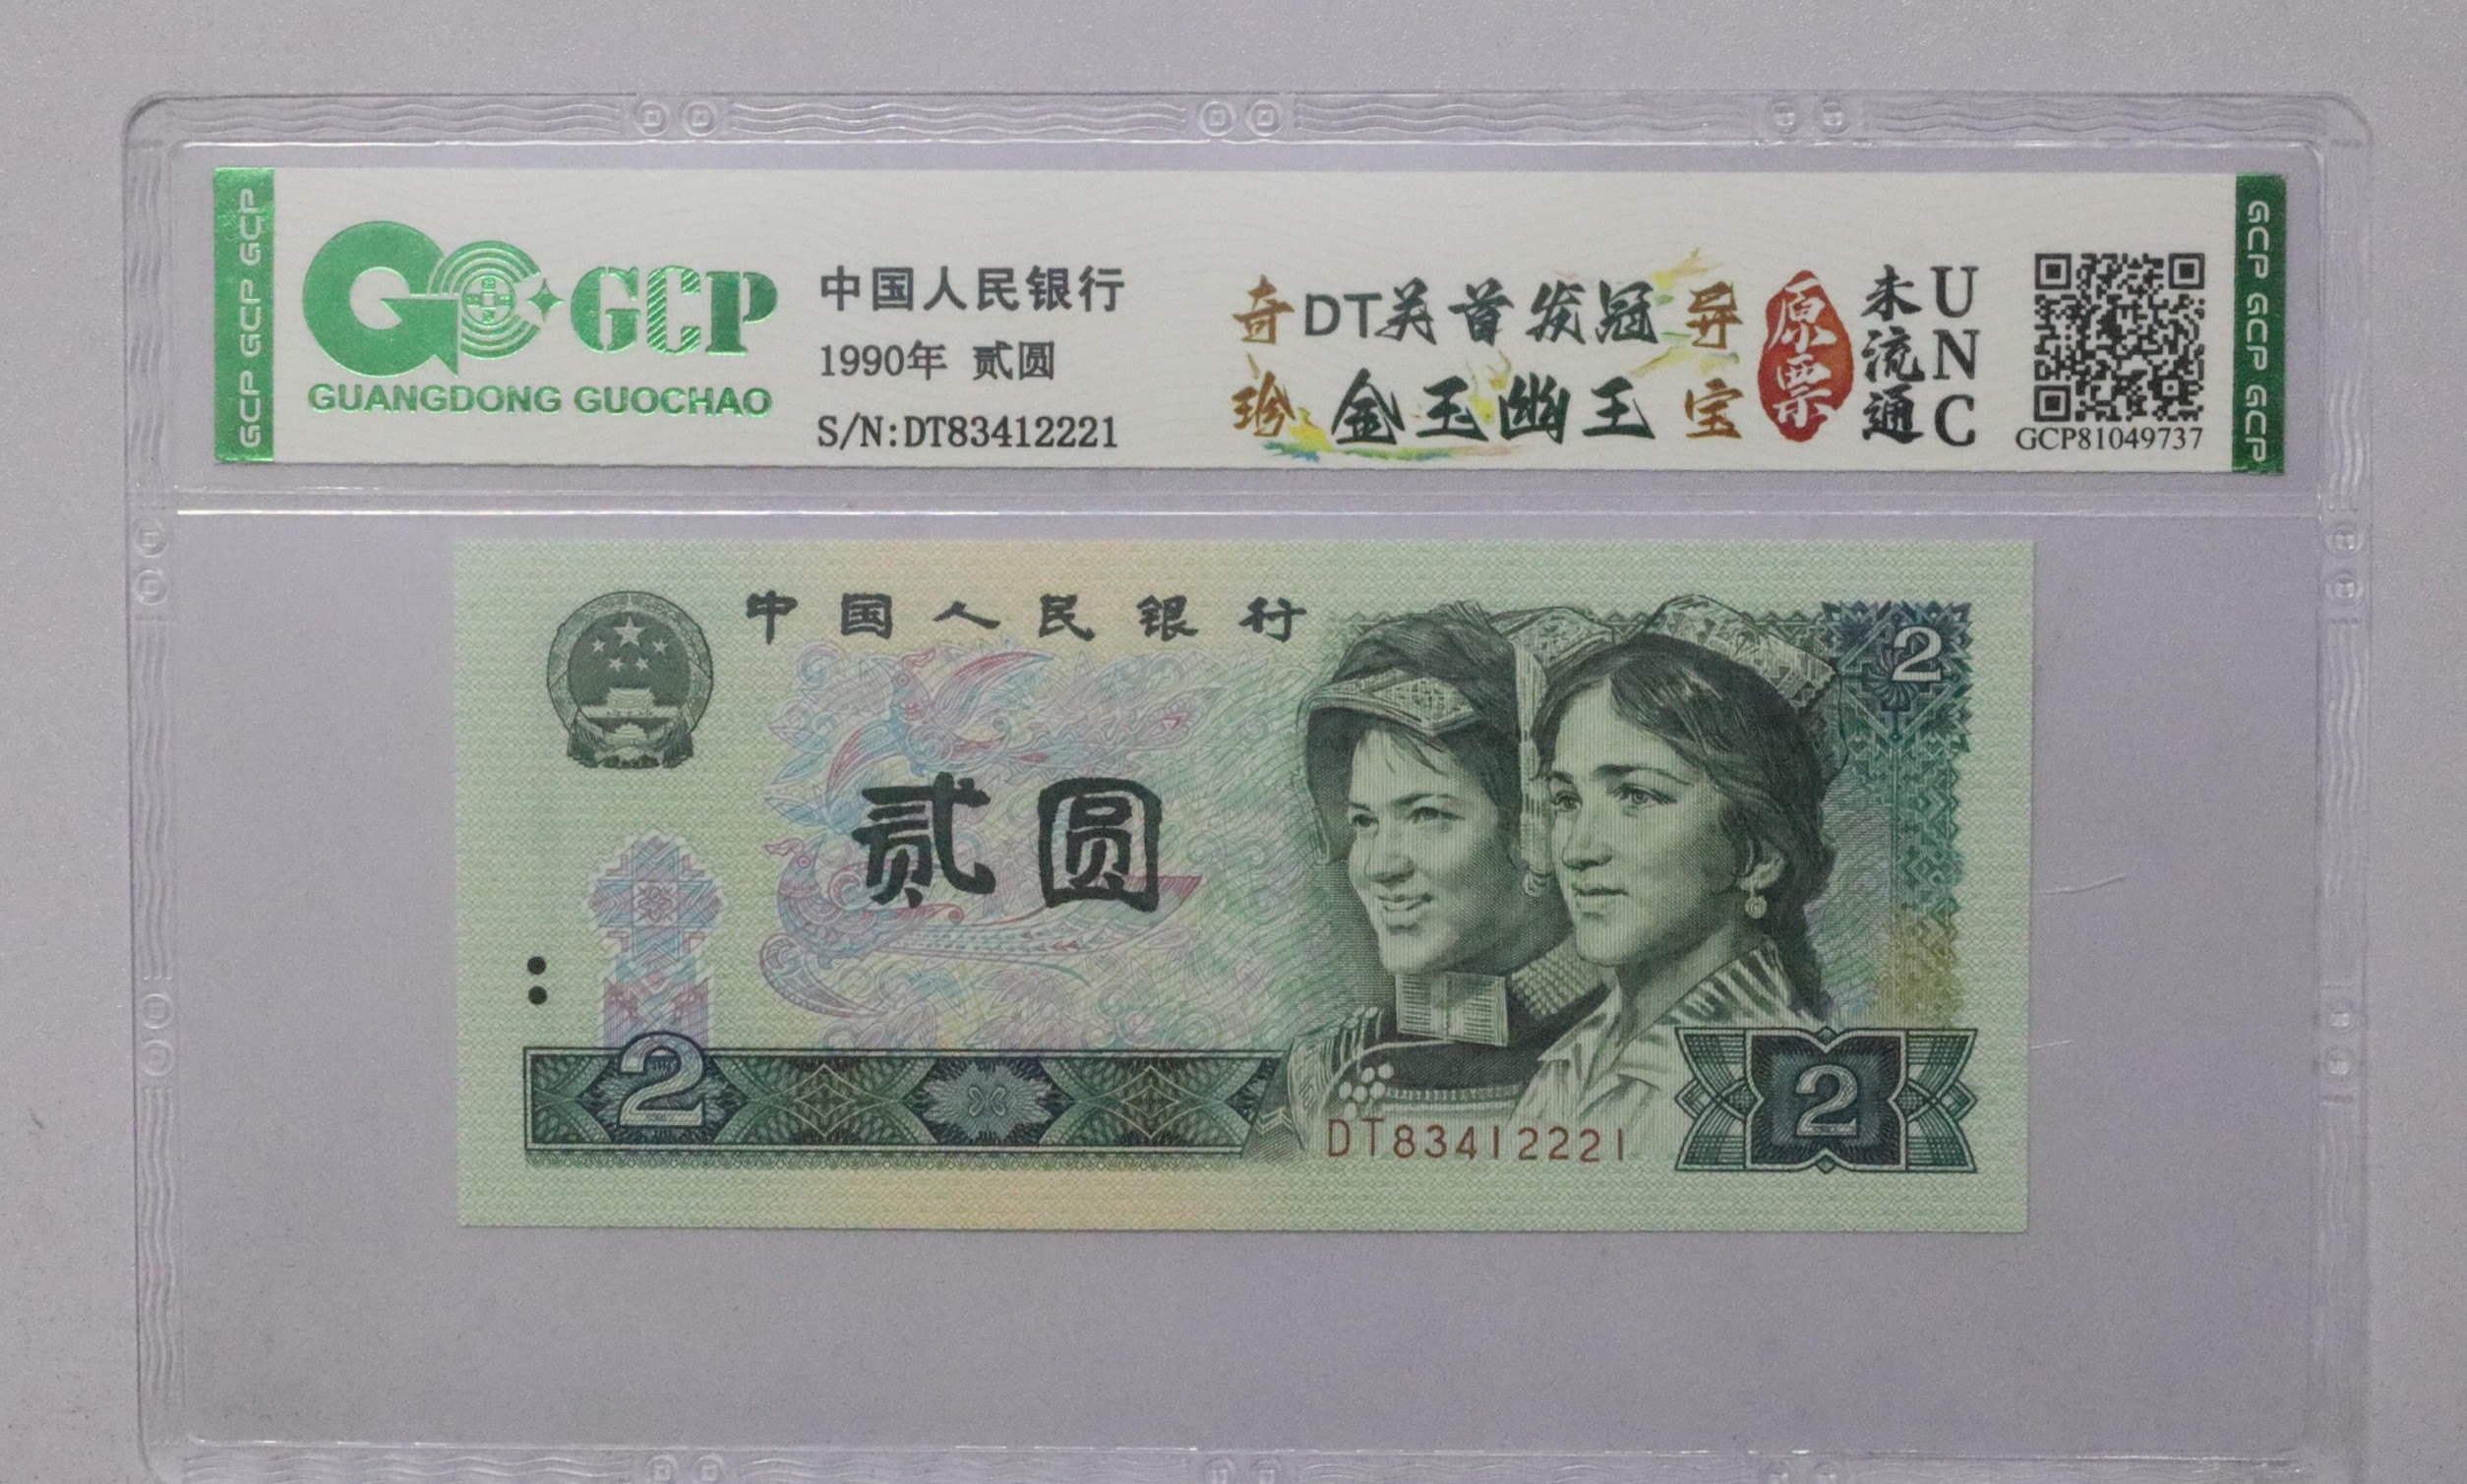 GCP GCP GCP
GCP
GUANGDONG GUOCHAO
中国人民银行
1990年 贰圆
S/N:DT83412221
奇珍
DT关首发冠
金玉幽王
异宝
原票
未流通
UNC
GCP81049737
GCP GCP GCP
中国人民银行
2
贰圆
2
DT83412221
2